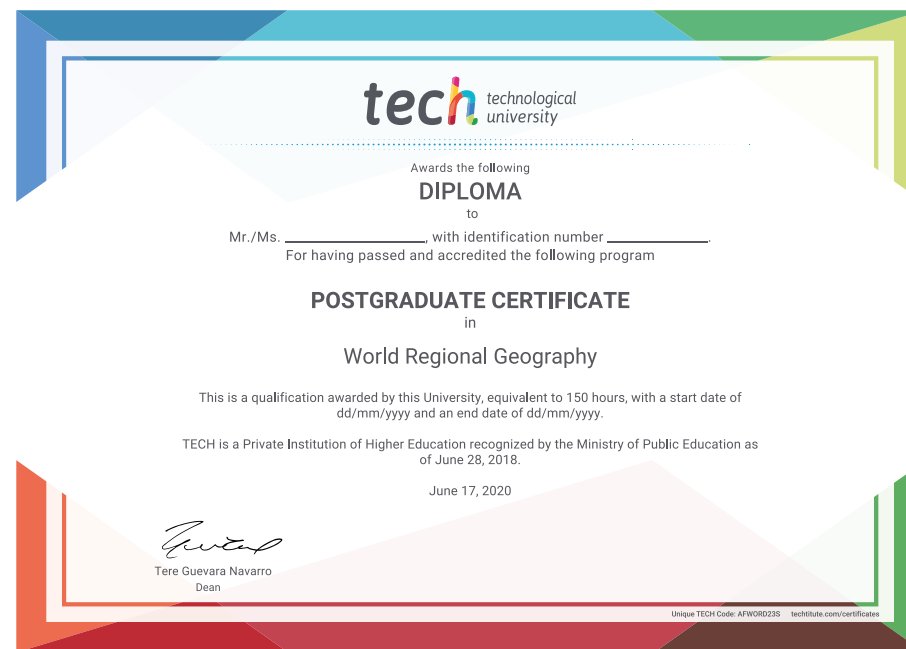 tech technological
university
Awards the following
DIPLOMA
to
Mr./Ms. ____________________, with identification number ______________.
For having passed and accredited the following program
POSTGRADUATE CERTIFICATE
in
World Regional Geography
This is a qualification awarded by this University, equivalent to 150 hours, with a start date of
dd/mm/yyyy and an end date of dd/mm/yyyy.
TECH is a Private Institution of Higher Education recognized by the Ministry of Public Education as
of June 28, 2018.
June 17, 2020
Tere Guevara Navarro
Dean
Unique TECH Code: AFWORD23S techtitute.com/certificates